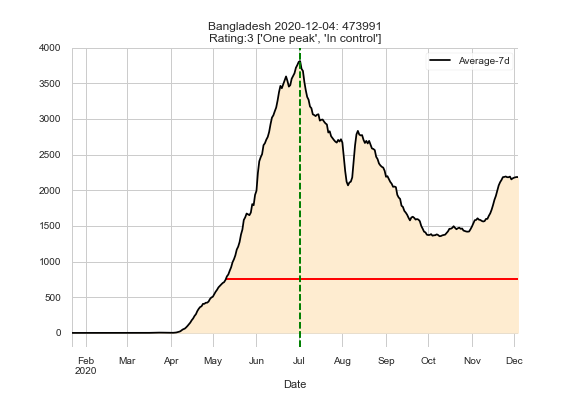 Bangladesh 2020-12-04: 473991
Rating:3 ['One peak', 'In control']
Average-7d
4000
3500
3000
2500
2000
1500
1000
500
0
Feb Mar Apr May Jun Jul Aug Sep Oct Nov Dec
2020
Date